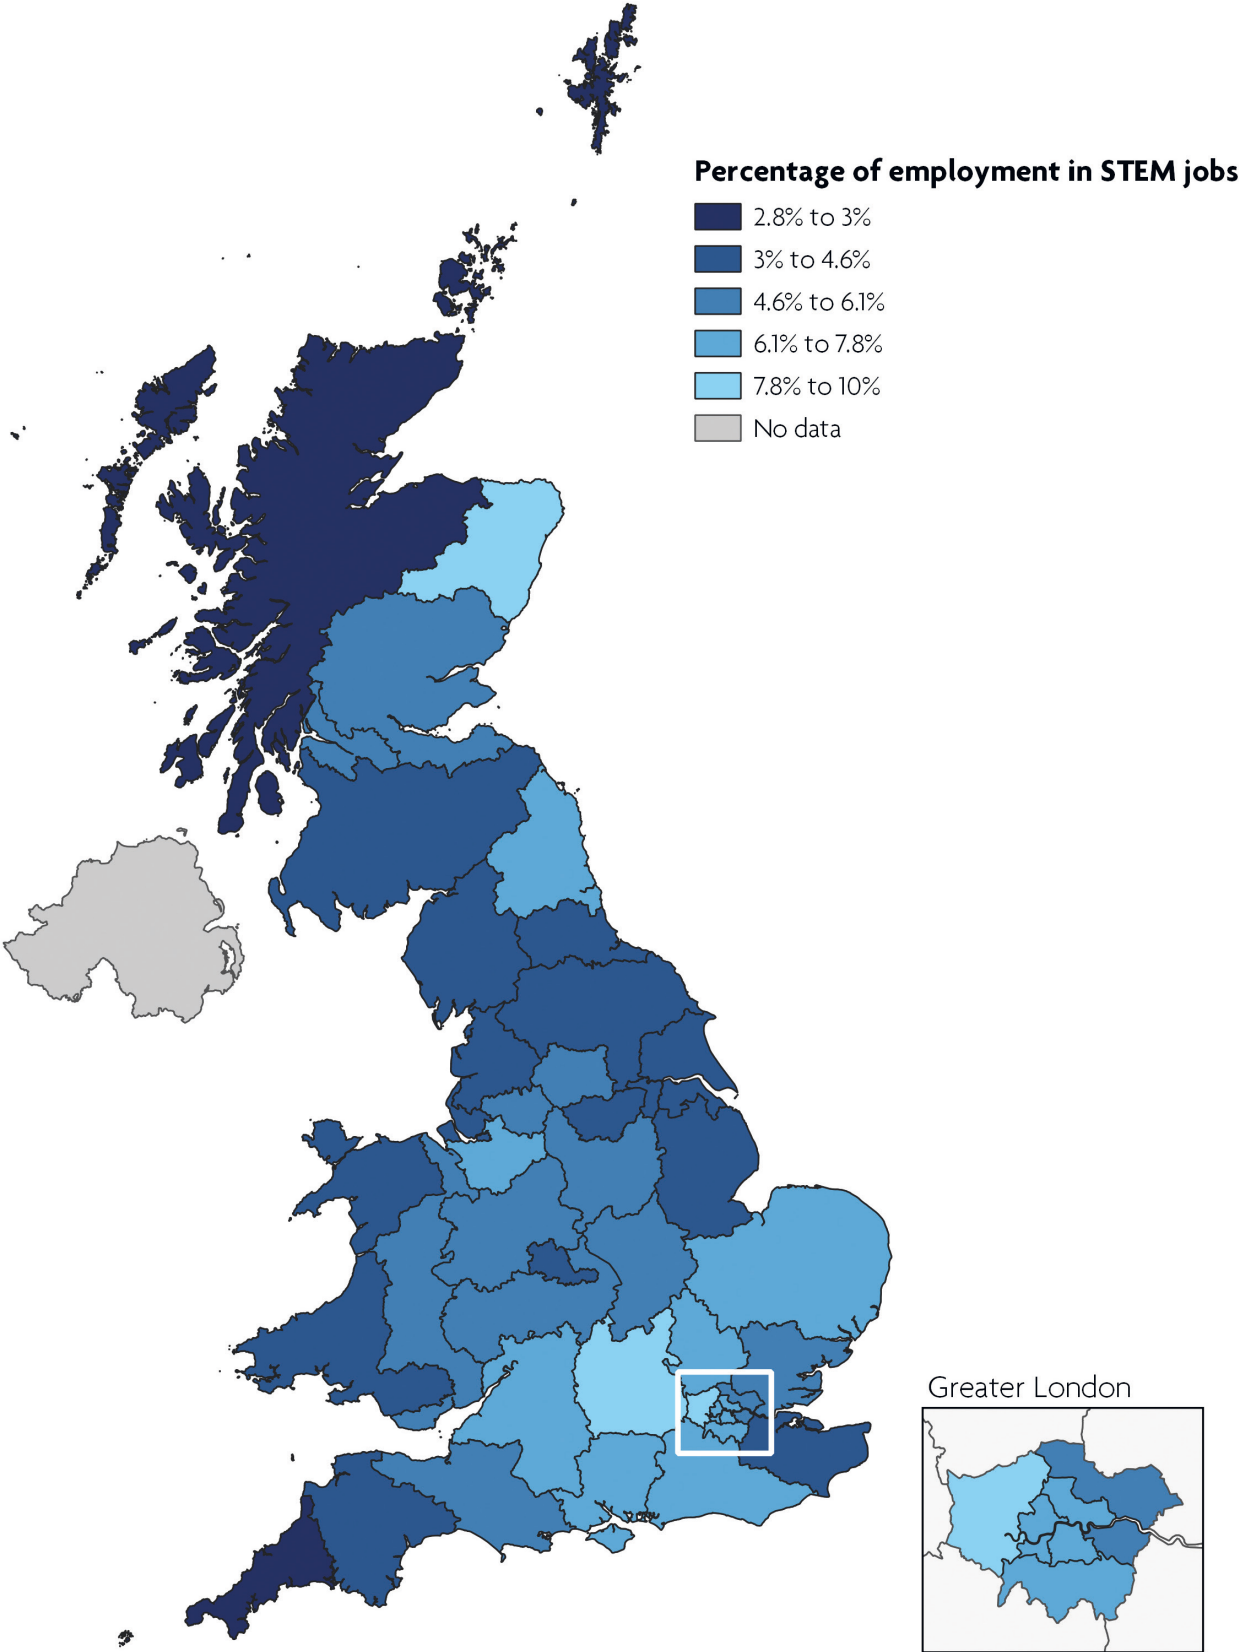 Percentage of employment in STEM jobs
2.8% to 3%
3% to 4.6%
4.6% to 6.1%
6.1% to 7.8%
7.8% to 10%
No data
Greater London